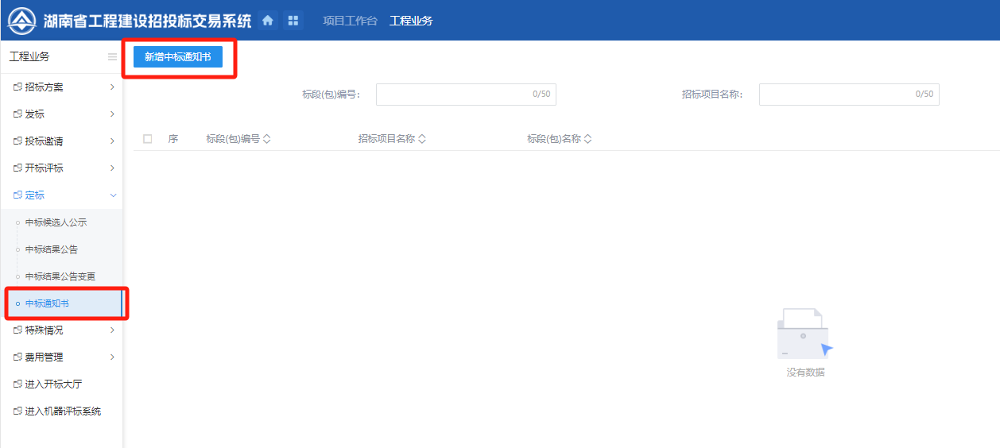 湖南省工程建设招投标交易系统 项目工作台 工程业务
工程业务
新增中标通知书
招标方案
发标
投标邀请
开标评标
定标
中标候选人公示
中标结果公告
中标结果公告变更
中标通知书
特殊情况
费用管理
进入开标大厅
进入机器评标系统
标段(包)编号： 0/50 招标项目名称： 0/50
序 标段(包)编号 招标项目名称 标段(包)名称
没有数据